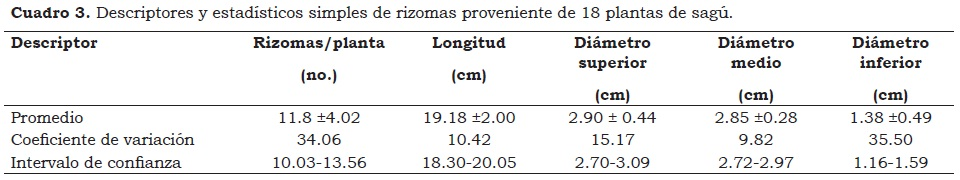 Cuadro 3. Descriptores y estadísticos simples de rizomas proveniente de 18 plantas de sagú.
Descriptor Rizomas/planta (no.) Longitud (cm) Diámetro superior (cm) Diámetro medio (cm) Diámetro inferior (cm)
Promedio 11.8 ±4.02 19.18 ±2.00 2.90 ± 0.44 2.85 ±0.28 1.38 ±0.49
Coeficiente de variación 34.06 10.42 15.17 9.82 35.50
Intervalo de confianza 10.03-13.56 18.30-20.05 2.70-3.09 2.72-2.97 1.16-1.59